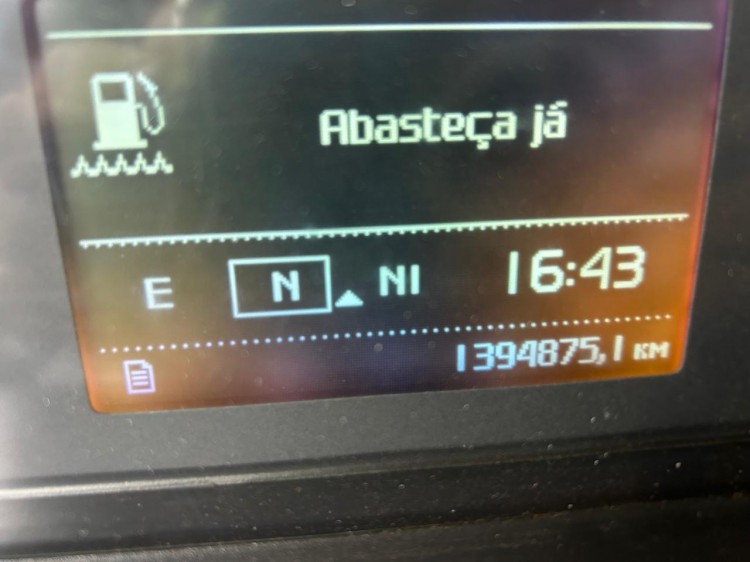 Abasteça já
E N NI 16:43
1394875,1 KM